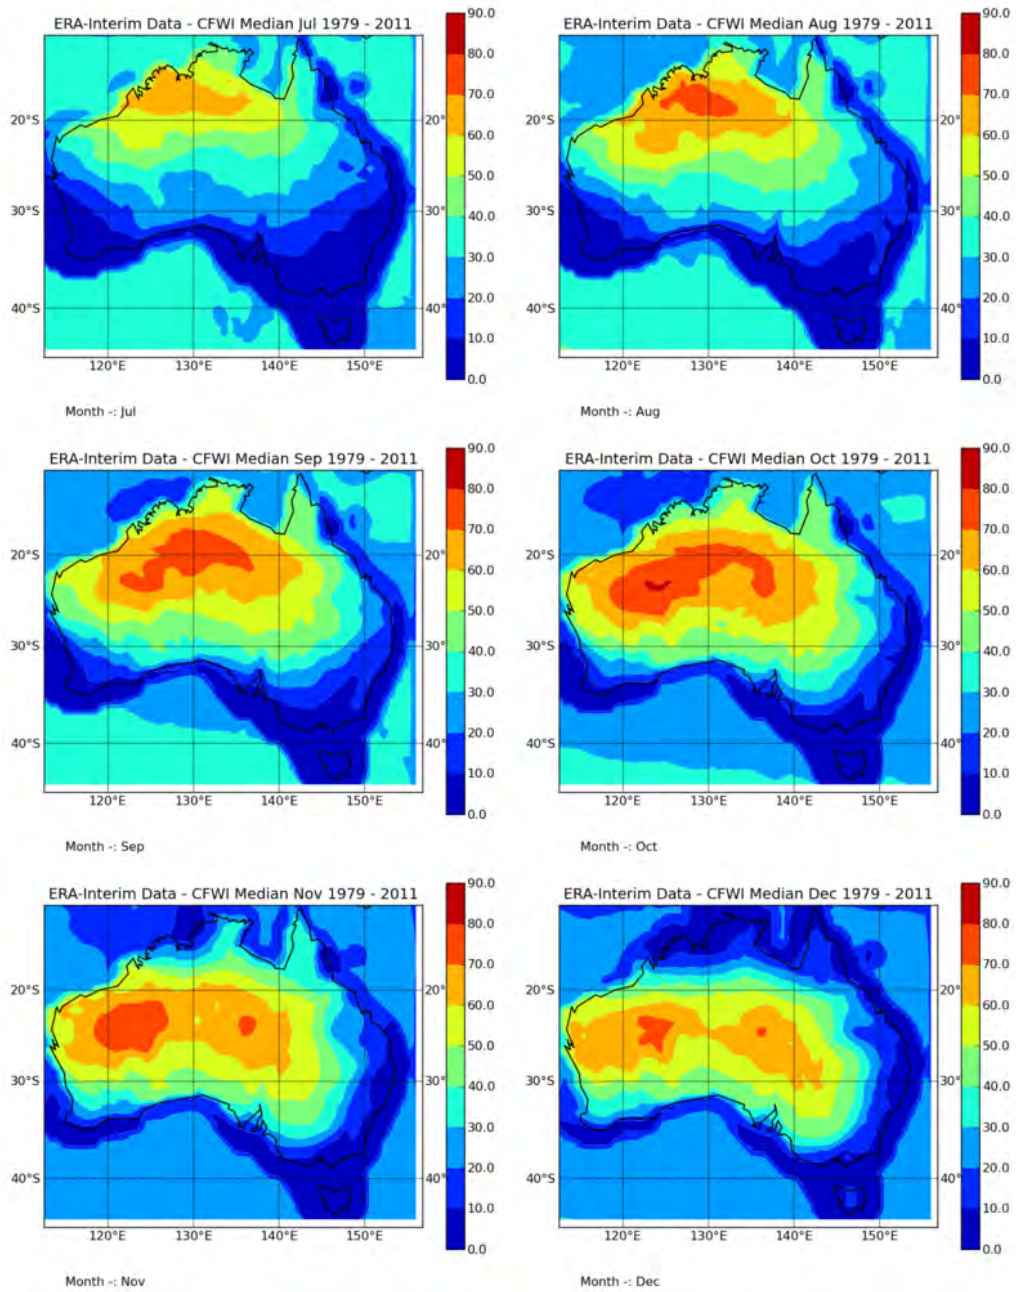 ERA-Interim Data - CFWI Median Jul 1979 - 2011
90.0
80.0
70.0
60.0
50.0
40.0
30.0
20.0
10.0
0.0
20°S
30°S
40°S
20°
30°
40°
120°E
130°E
140°E
150°E
Month -: Jul
ERA-Interim Data - CFWI Median Aug 1979 - 2011
90.0
80.0
70.0
60.0
50.0
40.0
30.0
20.0
10.0
0.0
20°S
30°S
40°S
20°
30°
40°
120°E
130°E
140°E
150°E
Month -: Aug
ERA-Interim Data - CFWI Median Sep 1979 - 2011
90.0
80.0
70.0
60.0
50.0
40.0
30.0
20.0
10.0
0.0
20°S
30°S
40°S
20°
30°
40°
120°E
130°E
140°E
150°E
Month -: Sep
ERA-Interim Data - CFWI Median Oct 1979 - 2011
90.0
80.0
70.0
60.0
50.0
40.0
30.0
20.0
10.0
0.0
20°S
30°S
40°S
20°
30°
40°
120°E
130°E
140°E
150°E
Month -: Oct
ERA-Interim Data - CFWI Median Nov 1979 - 2011
90.0
80.0
70.0
60.0
50.0
40.0
30.0
20.0
10.0
0.0
20°S
30°S
40°S
20°
30°
40°
120°E
130°E
140°E
150°E
Month -: Nov
ERA-Interim Data - CFWI Median Dec 1979 - 2011
90.0
80.0
70.0
60.0
50.0
40.0
30.0
20.0
10.0
0.0
20°S
30°S
40°S
20°
30°
40°
120°E
130°E
140°E
150°E
Month -: Dec